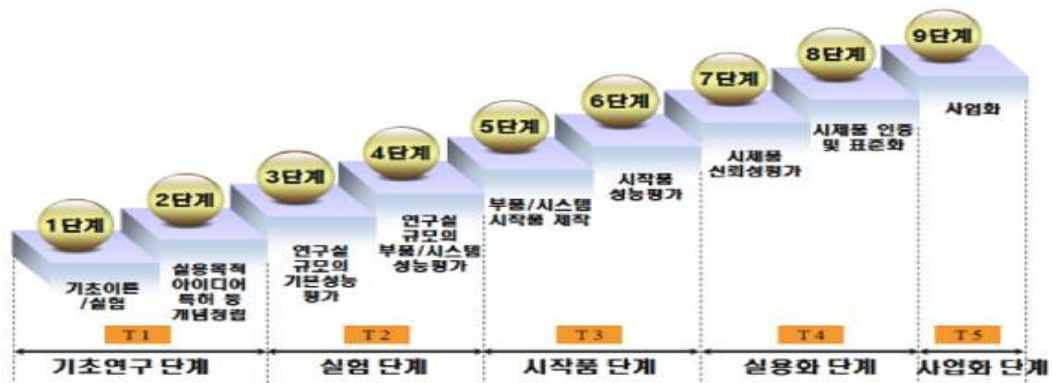 1단계
기초이론
/실험
2단계
실용목적
아이디어
특허 등
개념정립
3단계
연구실
규모의
기본성능
평가
4단계
연구실
규모의
부품/시스템
성능평가
5단계
부품/시스템
시작품 제작
6단계
시작품
성능평가
7단계
시제품
신뢰성평가
8단계
시제품 인증
및 표준화
9단계
사업화
T1
T2
T3
T4
T5
기초연구 단계
실험 단계
시작품 단계
실용화 단계
사업화 단계